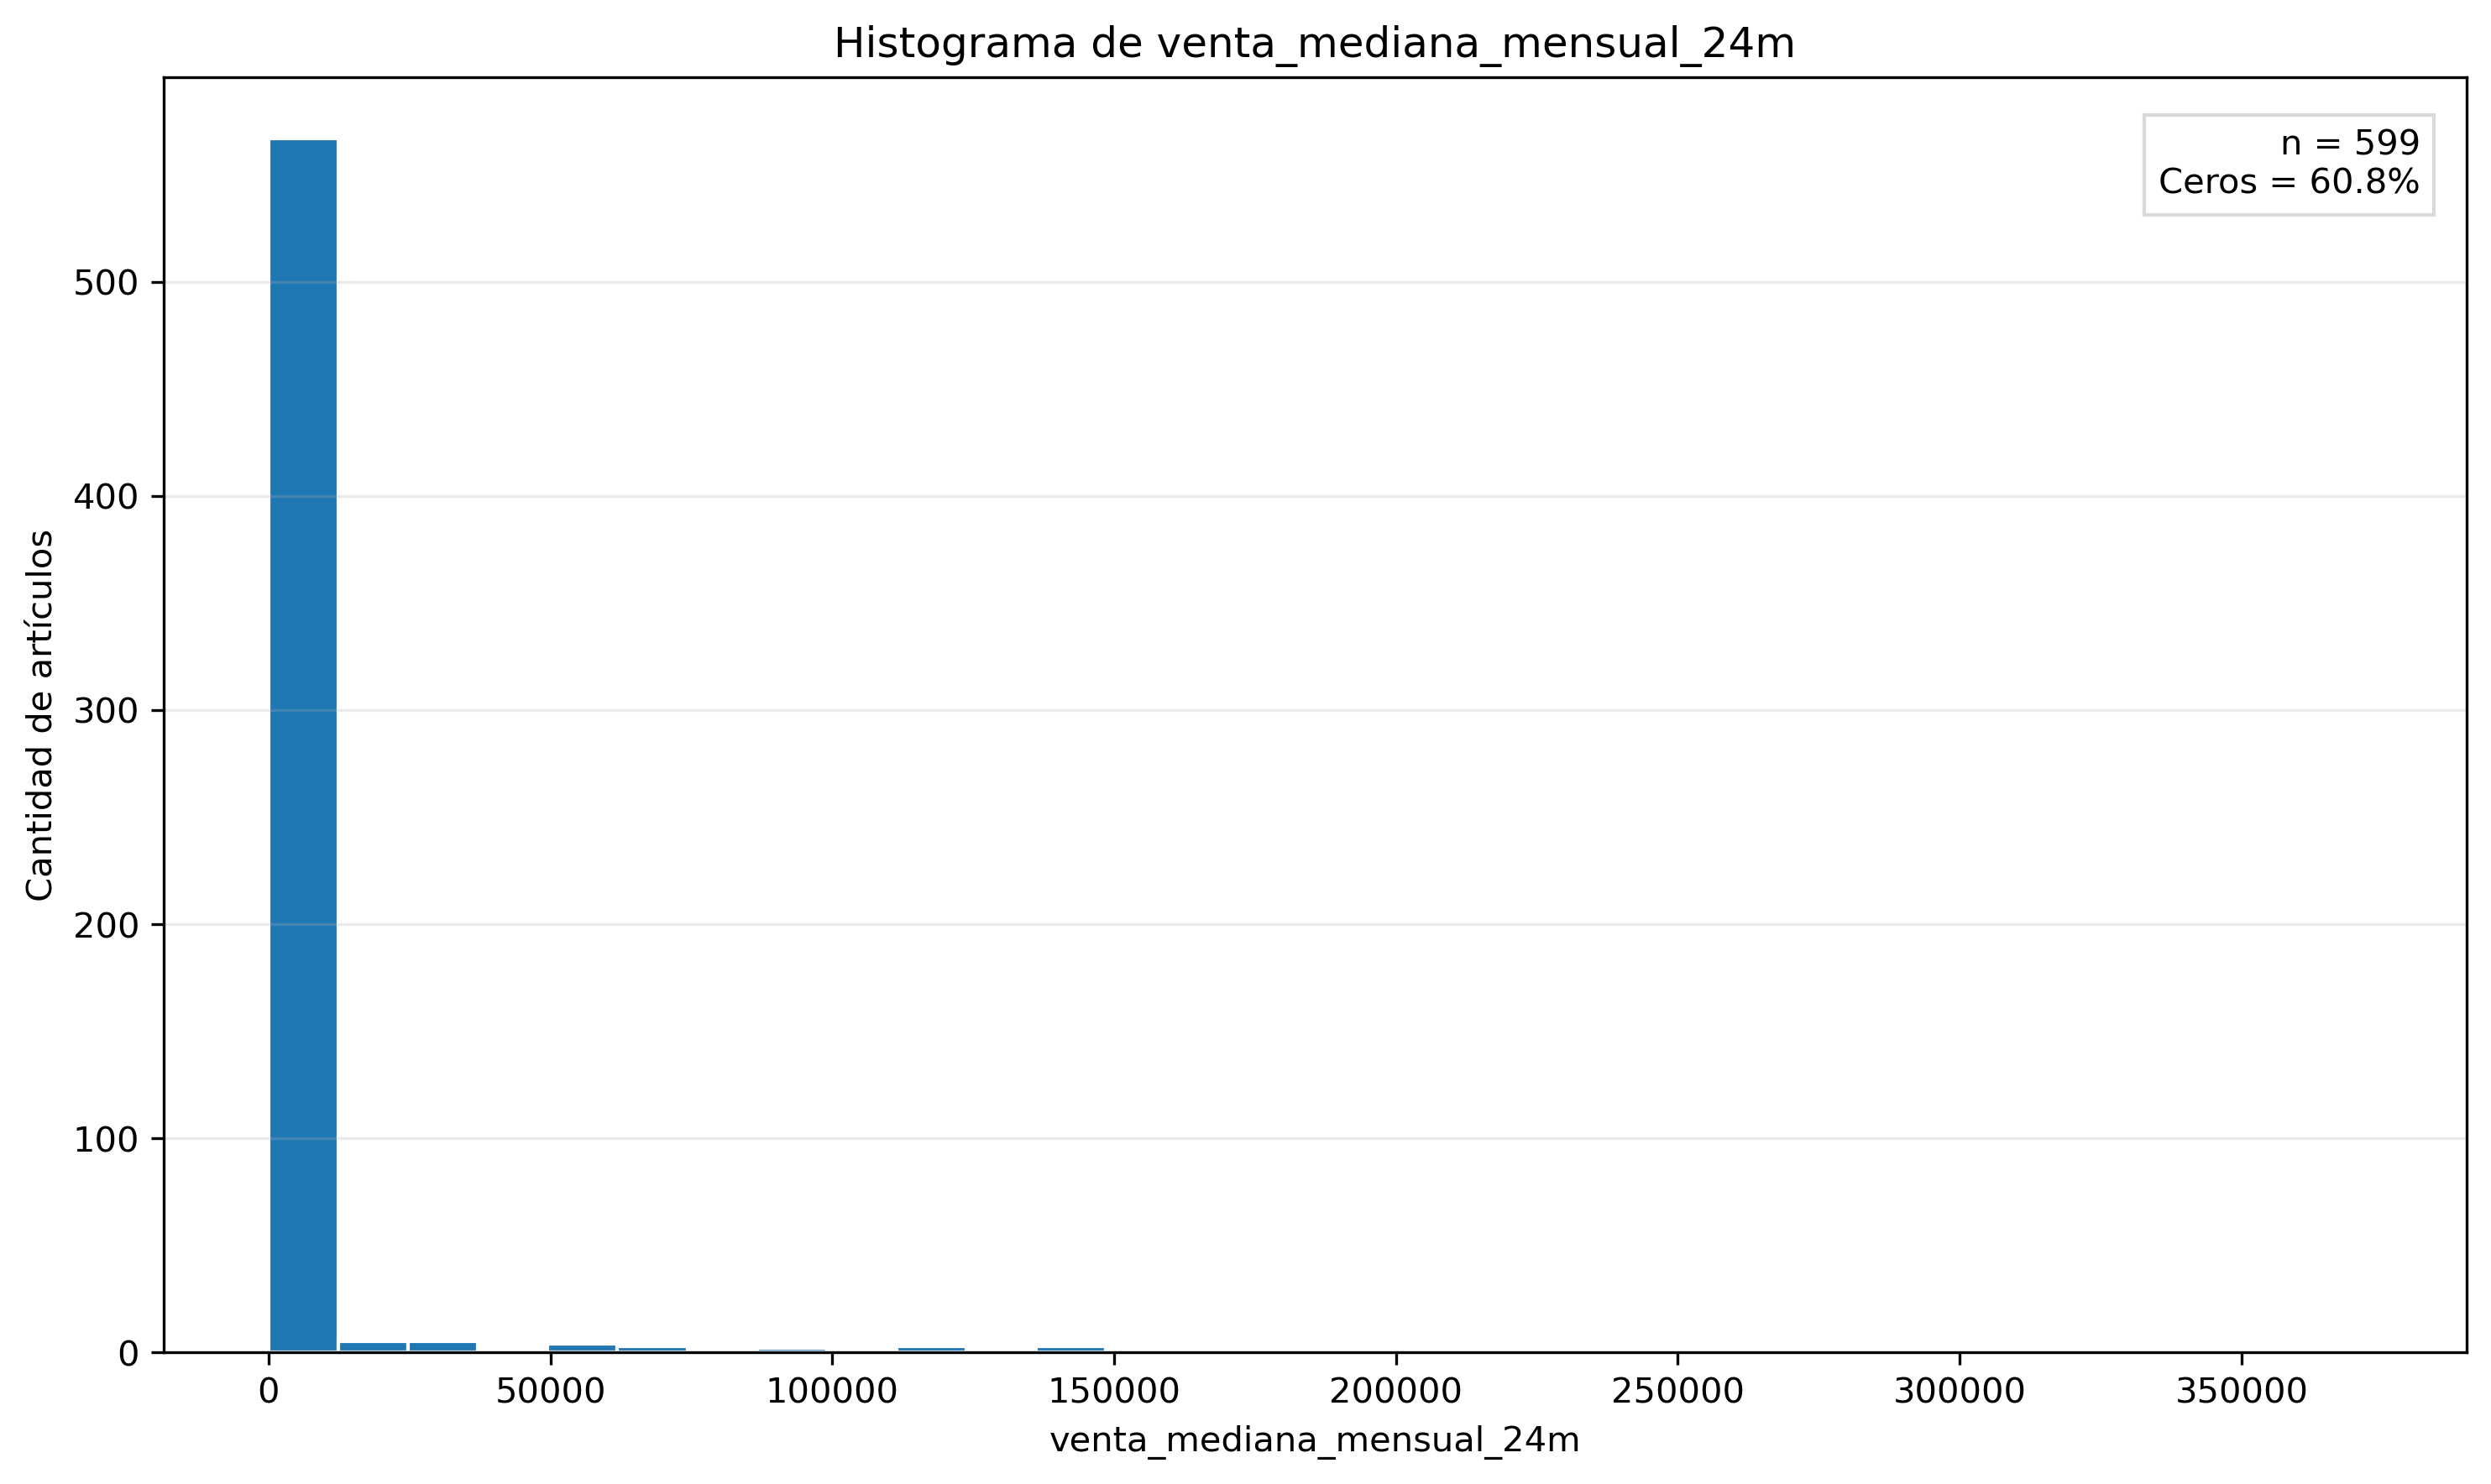 Histograma de venta_mediana_mensual_24m
n = 599
Ceros = 60.8%
Cantidad de artículos
500
400
300
200
100
0
0 50000 100000 150000 200000 250000 300000 350000
venta_mediana_mensual_24m